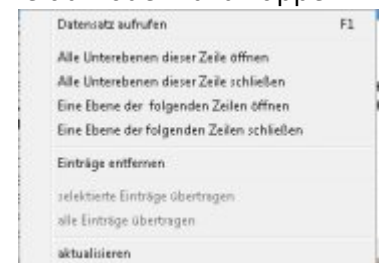 Datensatz aufrufen F1
Alle Unterebenen dieser Zeile öffnen
Alle Unterebenen dieser Zeile schließen
Eine Ebene der folgenden Zeilen öffnen
Eine Ebene der folgenden Zeilen schließen
Einträge entfernen
selektierte Einträge übertragen
alle Einträge übertragen
aktualisieren